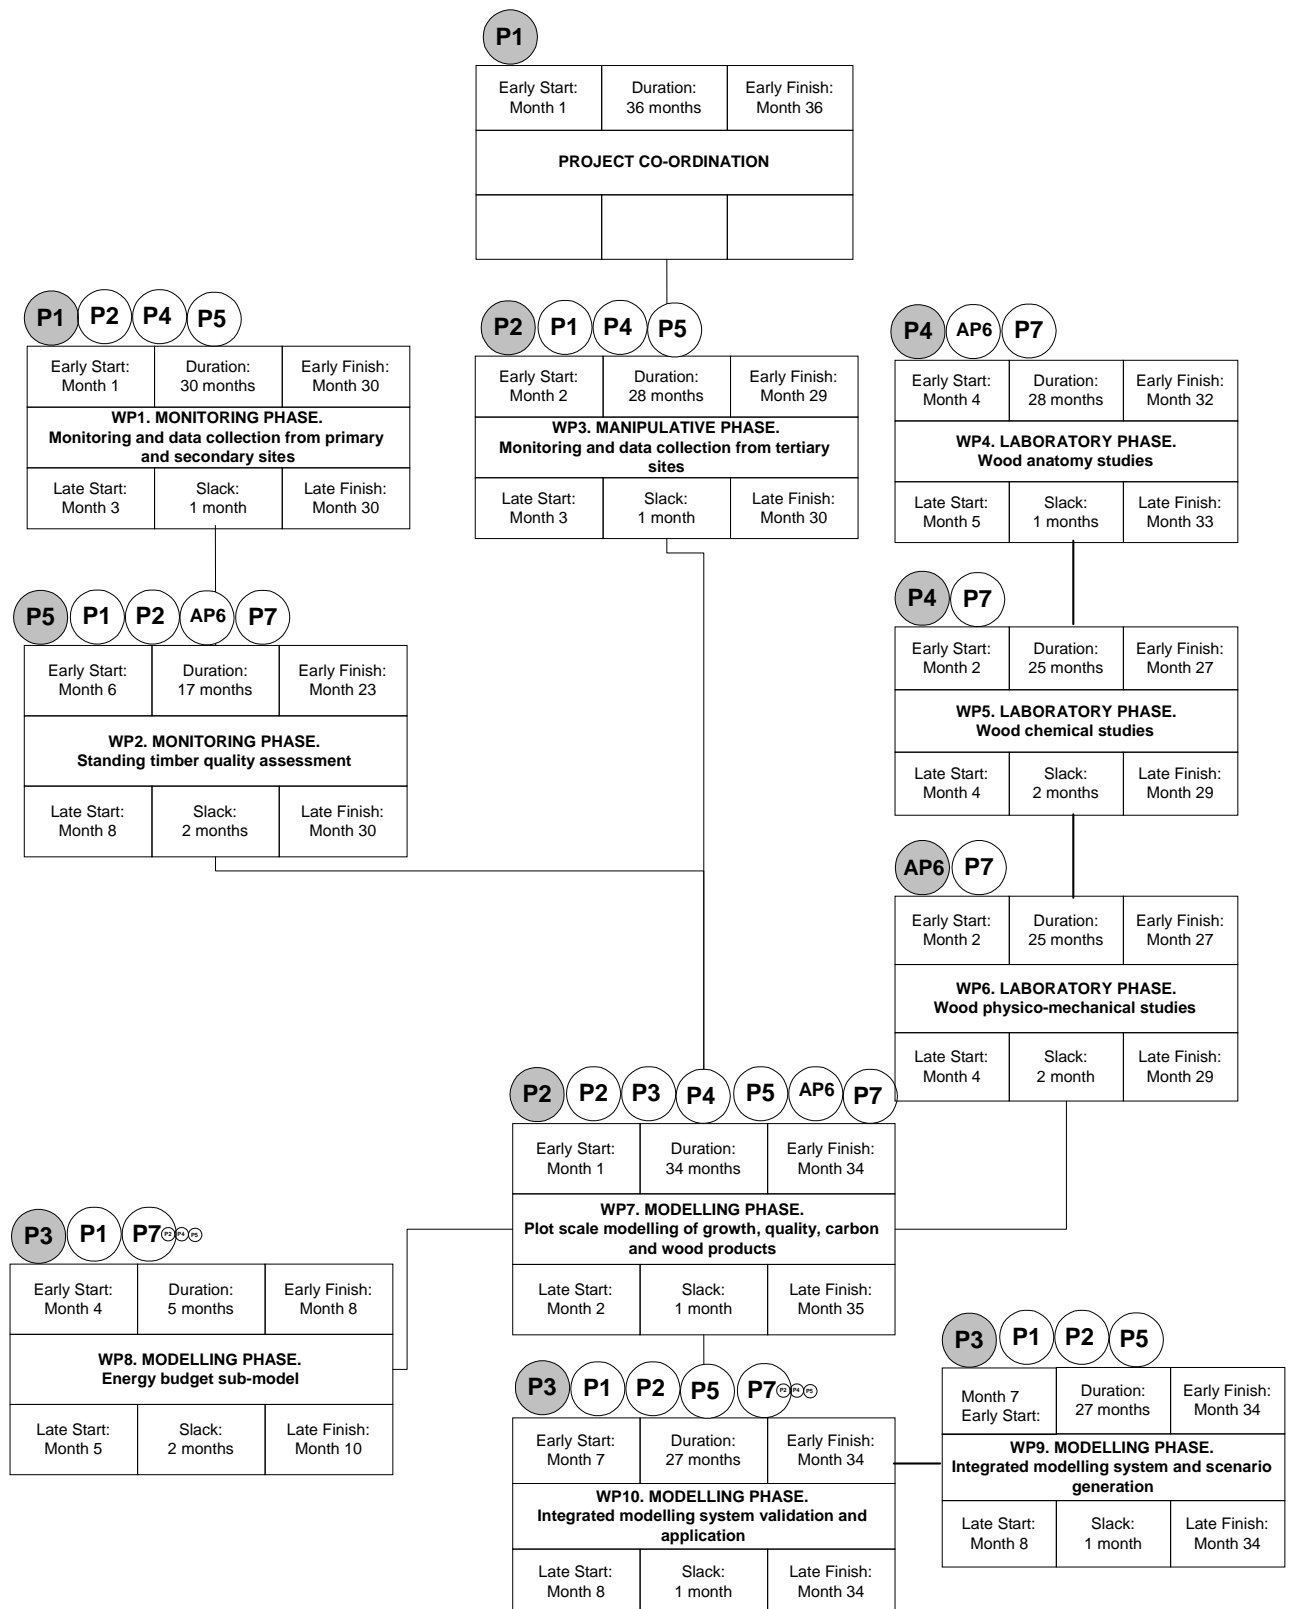 P1
Early Start:
Month 1
Duration:
36 months
Early Finish:
Month 36
PROJECT CO-ORDINATION
P1 P2 P4 P5
Early Start:
Month 1
Duration:
30 months
Early Finish:
Month 30
WP1. MONITORING PHASE.
Monitoring and data collection from primary
and secondary sites
Late Start:
Month 3
Slack:
1 month
Late Finish:
Month 30
P2 P1 P4 P5
Early Start:
Month 2
Duration:
28 months
Early Finish:
Month 29
WP3. MANIPULATIVE PHASE.
Monitoring and data collection from tertiary
sites
Late Start:
Month 3
Slack:
1 month
Late Finish:
Month 30
P4 AP6 P7
Early Start:
Month 4
Duration:
28 months
Early Finish:
Month 32
WP4. LABORATORY PHASE.
Wood anatomy studies
Late Start:
Month 5
Slack:
1 months
Late Finish:
Month 33
P5 P1 P2 AP6 P7
Early Start:
Month 6
Duration:
17 months
Early Finish:
Month 23
WP2. MONITORING PHASE.
Standing timber quality assessment
Late Start:
Month 8
Slack:
2 months
Late Finish:
Month 30
P4 P7
Early Start:
Month 2
Duration:
25 months
Early Finish:
Month 27
WP5. LABORATORY PHASE.
Wood chemical studies
Late Start:
Month 4
Slack:
2 months
Late Finish:
Month 29
AP6 P7
Early Start:
Month 2
Duration:
25 months
Early Finish:
Month 27
WP6. LABORATORY PHASE.
Wood physico-mechanical studies
Late Start:
Month 4
Slack:
2 month
Late Finish:
Month 29
P2 P2 P3 P4 P5 AP6 P7
Early Start:
Month 1
Duration:
34 months
Early Finish:
Month 34
WP7. MODELLING PHASE.
Plot scale modelling of growth, quality, carbon
and wood products
Late Start:
Month 2
Slack:
1 month
Late Finish:
Month 35
P3 P1 P7 P2 P4 P5
Early Start:
Month 4
Duration:
5 months
Early Finish:
Month 8
WP8. MODELLING PHASE.
Energy budget sub-model
Late Start:
Month 5
Slack:
2 months
Late Finish:
Month 10
P3 P1 P2 P5 P7 P2 P4 P5
Early Start:
Month 7
Duration:
27 months
Early Finish:
Month 34
WP10. MODELLING PHASE.
Integrated modelling system validation and
application
Late Start:
Month 8
Slack:
1 month
Late Finish:
Month 34
P3 P1 P2 P5
Month 7
Early Start:
Duration:
27 months
Early Finish:
Month 34
WP9. MODELLING PHASE.
Integrated modelling system and scenario
generation
Late Start:
Month 8
Slack:
1 month
Late Finish:
Month 34